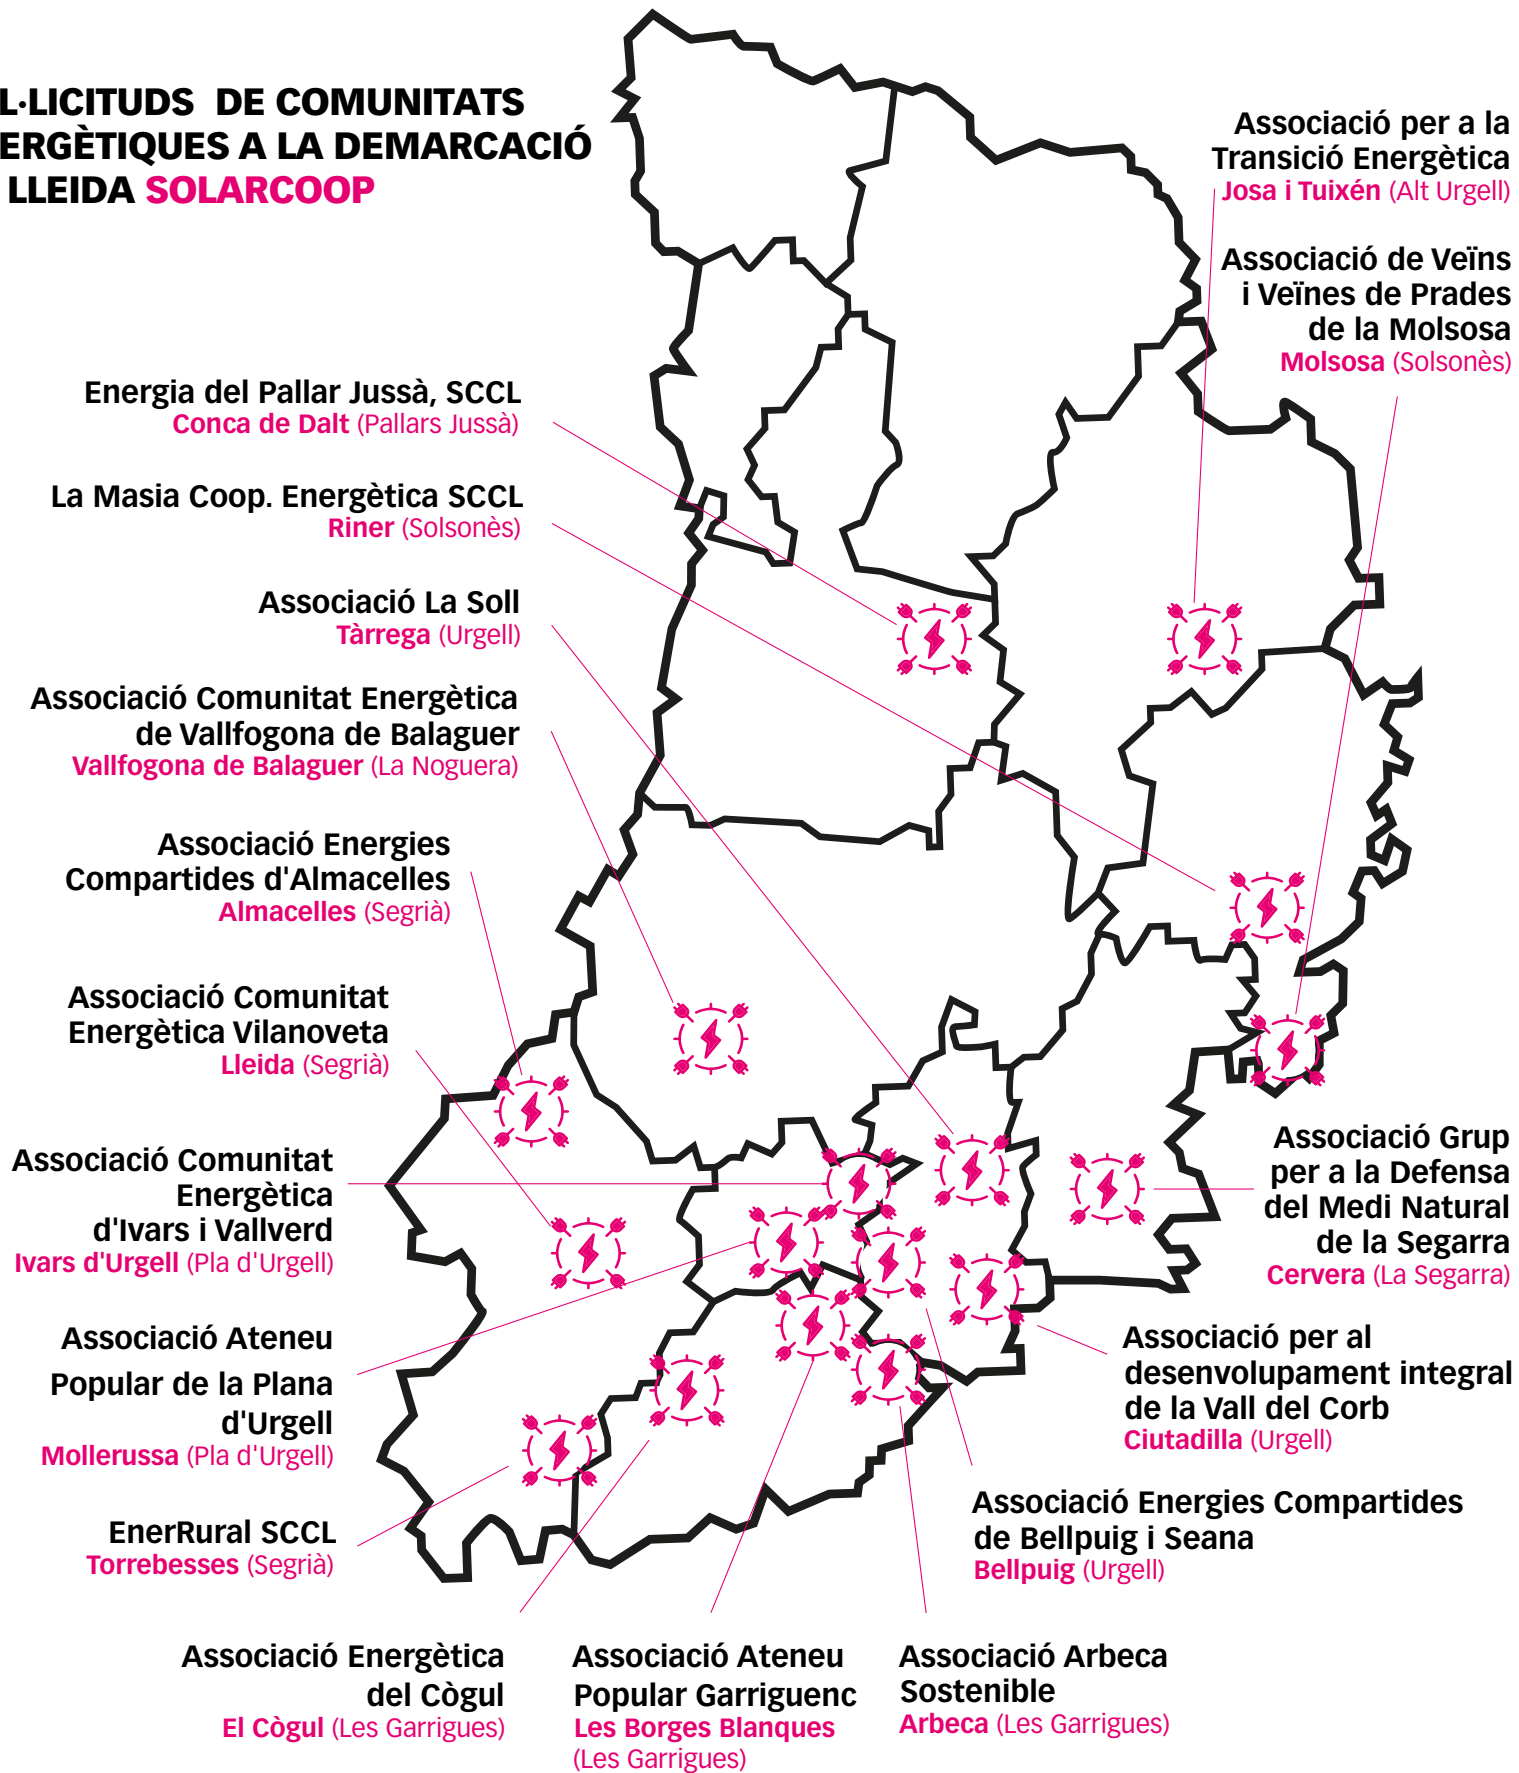 L·LICITUDS DE COMUNITATS
ERGÈTIQUES A LA DEMARCACIÓ
LLEIDA SOLARCOOP
Associació per a la
Transició Energètica
Josa i Tuixén (Alt Urgell)
Associació de Veïns
i Veïnes de Prades
de la Molsosa
Molsosa (Solsonès)
Energia del Pallar Jussà, SCCL
Conca de Dalt (Pallars Jussà)
La Masia Coop. Energètica SCCL
Riner (Solsonès)
Associació La Soll
Tàrrega (Urgell)
Associació Comunitat Energètica
de Vallfogona de Balaguer
Vallfogona de Balaguer (La Noguera)
Associació Energies
Compartides d'Almacelles
Almacelles (Segrià)
Associació Comunitat
Energètica Vilanoveta
Lleida (Segrià)
Associació Comunitat
Energètica
d'Ivars i Vallverd
Ivars d'Urgell (Pla d'Urgell)
Associació Ateneu
Popular de la Plana
d'Urgell
Mollerussa (Pla d'Urgell)
EnerRural SCCL
Torrebesses (Segrià)
Associació Grup
per a la Defensa
del Medi Natural
de la Segarra
Cervera (La Segarra)
Associació per al
desenvolupament integral
de la Vall del Corb
Ciutadilla (Urgell)
Associació Energies Compartides
de Bellpuig i Seana
Bellpuig (Urgell)
Associació Energètica
del Cògul
El Cògul (Les Garrigues)
Associació Ateneu
Popular Garriguenc
Les Borges Blanques
(Les Garrigues)
Associació Arbeca
Sostenible
Arbeca (Les Garrigues)